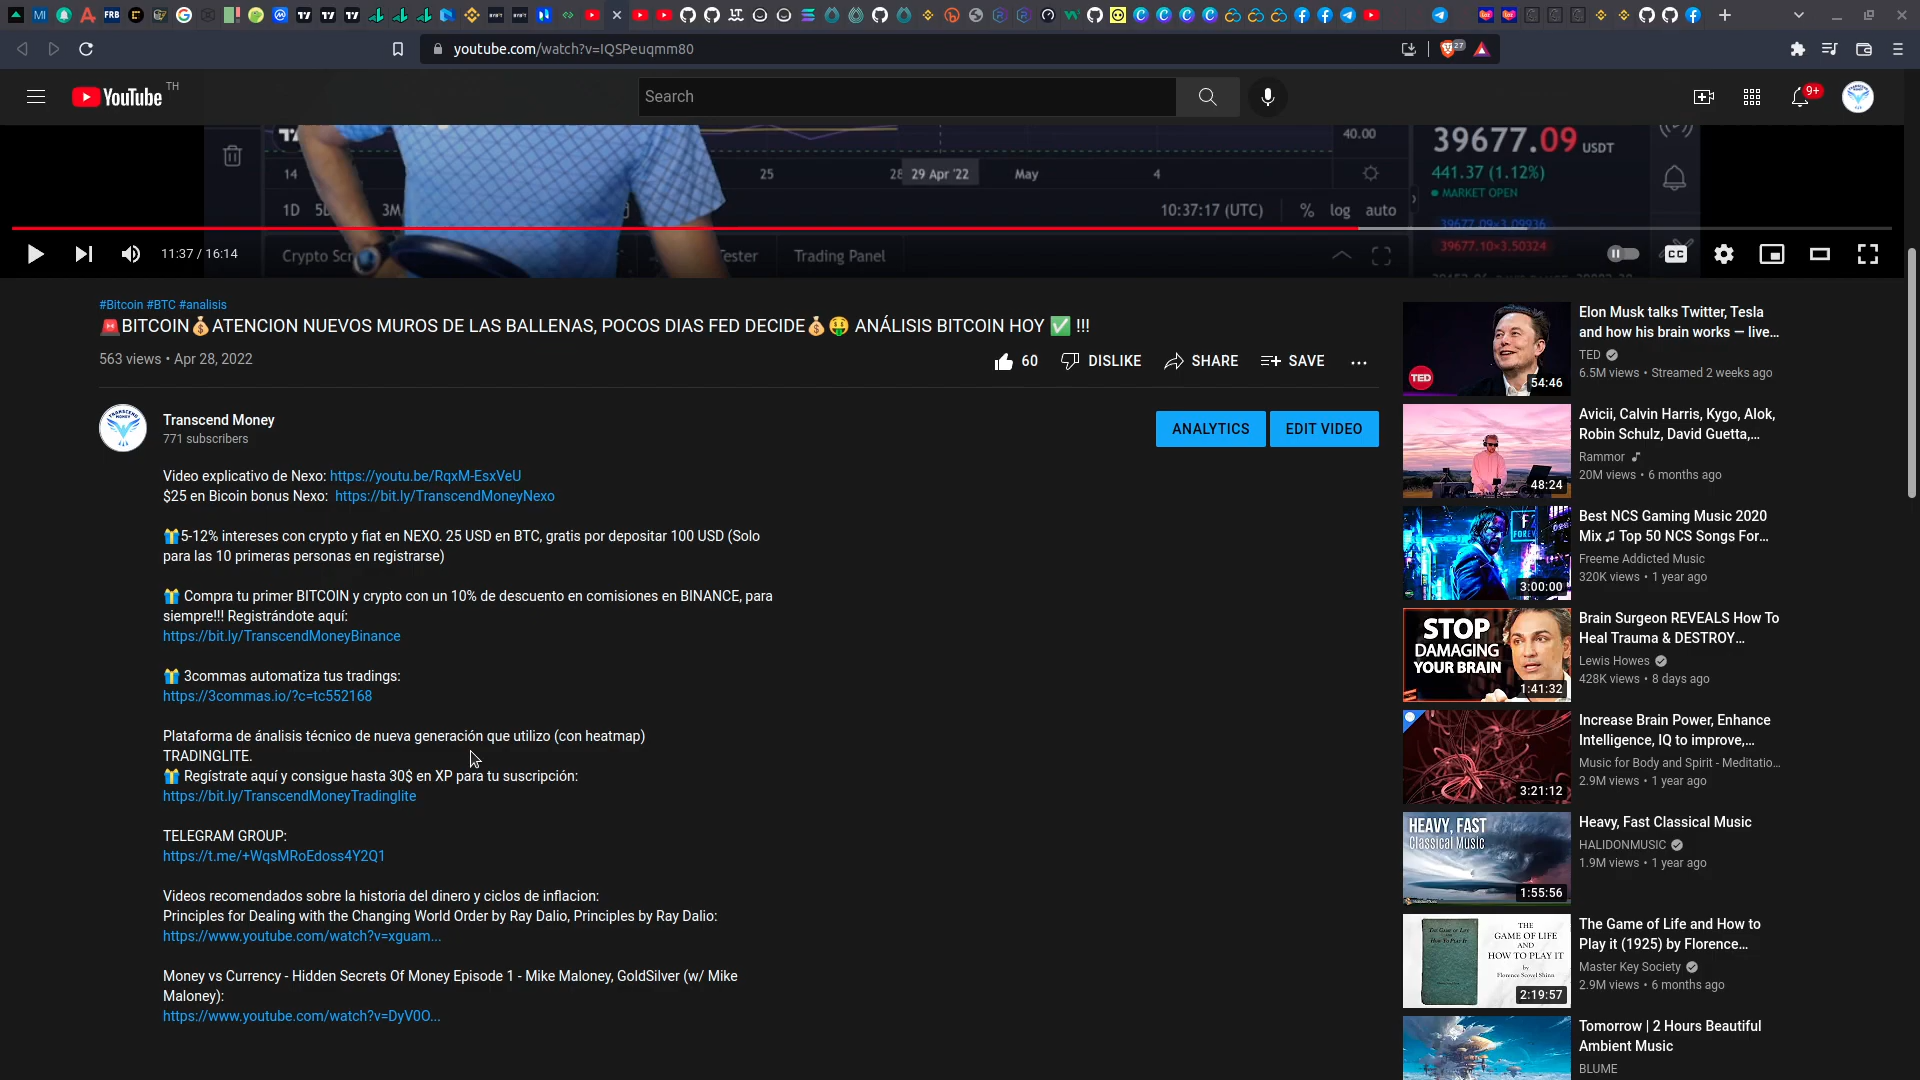 youtube.com/watch?v=IQSPeuqmm80
27
YouTube TH
Search
9+
14
25
28
29 Apr '22
May
4
40.00
39677.09 USDT
441.37 (1.12%)
MARKET OPEN
39677.09×3.09936
39677.10×3.50324
1D
3M
10:37:17 (UTC)
%
log
auto
11:37 / 16:14
Trading Panel
CC
#Bitcoin #BTC #analisis
🚨BITCOIN💰ATENCION NUEVOS MUROS DE LAS BALLENAS, POCOS DIAS FED DECIDE💰🤑 ANÁLISIS BITCOIN HOY ✅ !!!
563 views • Apr 28, 2022
60
DISLIKE
SHARE
SAVE
Transcend Money
771 subscribers
ANALYTICS
EDIT VIDEO
Video explicativo de Nexo: https://youtu.be/RqxM-EsxVeU
$25 en Bicoin bonus Nexo: https://bit.ly/TranscendMoneyNexo
🎁5-12% intereses con crypto y fiat en NEXO. 25 USD en BTC, gratis por depositar 100 USD (Solo
para las 10 primeras personas en registrarse)
🎁 Compra tu primer BITCOIN y crypto con un 10% de descuento en comisiones en BINANCE, para
siempre!!! Registrándote aquí:
https://bit.ly/TranscendMoneyBinance
🎁 3commas automatiza tus tradings:
https://3commas.io/?c=tc552168
Plataforma de ánalisis técnico de nueva generación que utilizo (con heatmap)
TRADINGLITE.
🎁 Regístrate aquí y consigue hasta 30$ en XP para tu suscripción:
https://bit.ly/TranscendMoneyTradinglite
TELEGRAM GROUP:
https://t.me/+WqsMRoEdoss4Y2Q1
Videos recomendados sobre la historia del dinero y ciclos de inflacion:
Principles for Dealing with the Changing World Order by Ray Dalio, Principles by Ray Dalio:
https://www.youtube.com/watch?v=xguam...
Money vs Currency - Hidden Secrets Of Money Episode 1 - Mike Maloney, GoldSilver (w/ Mike
Maloney):
https://www.youtube.com/watch?v=DyV0O...
TED
54:46
Elon Musk talks Twitter, Tesla
and how his brain works — live...
TED
6.5M views • Streamed 2 weeks ago
48:24
Avicii, Calvin Harris, Kygo, Alok,
Robin Schulz, David Guetta,...
Rammor
20M views • 6 months ago
3:00:00
Best NCS Gaming Music 2020
Mix ♫ Top 50 NCS Songs For...
Freeme Addicted Music
320K views • 1 year ago
STOP
DAMAGING
YOUR BRAIN
1:41:32
Brain Surgeon REVEALS How To
Heal Trauma & DESTROY...
Lewis Howes
428K views • 8 days ago
3:21:12
Increase Brain Power, Enhance
Intelligence, IQ to improve,...
Music for Body and Spirit - Meditatio...
2.9M views • 1 year ago
HEAVY, FAST
Classical Music
1:55:56
Heavy, Fast Classical Music
HALIDONMUSIC
1.9M views • 1 year ago
THE
GAME OF LIFE
AND
HOW TO PLAY IT
by
Florence Scovel Shinn
2:19:57
The Game of Life and How to
Play it (1925) by Florence...
Master Key Society
2.9M views • 6 months ago
Tomorrow | 2 Hours Beautiful
Ambient Music
BLUME